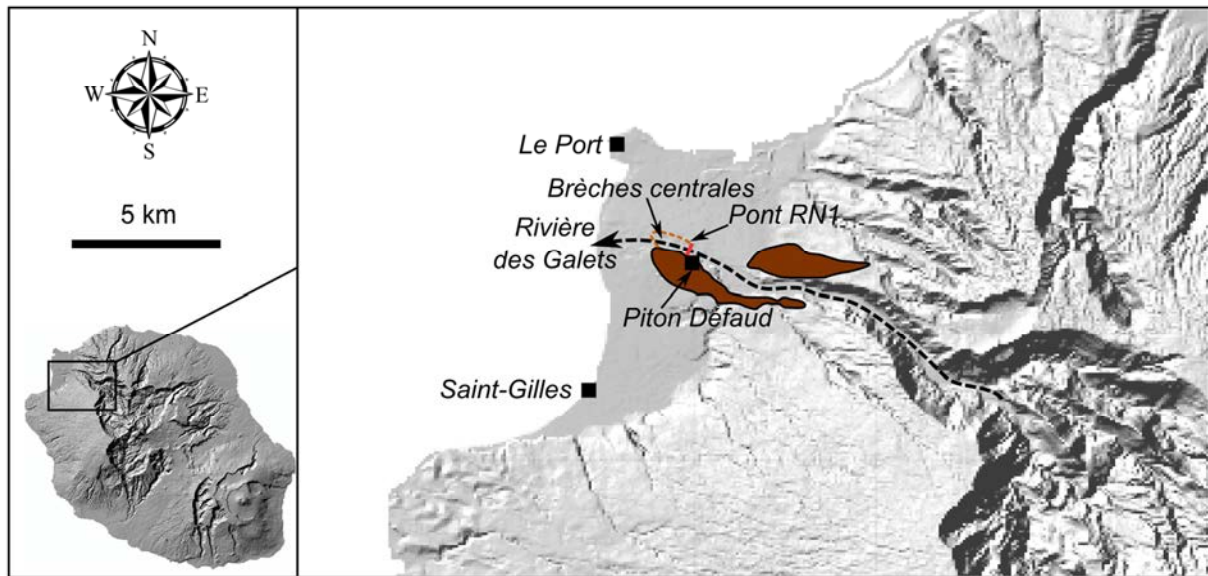 N
W E
S
5 km
Le Port
Brèches centrales
Pont RN1
Rivière
des Galets
Piton Défaud
Saint-Gilles